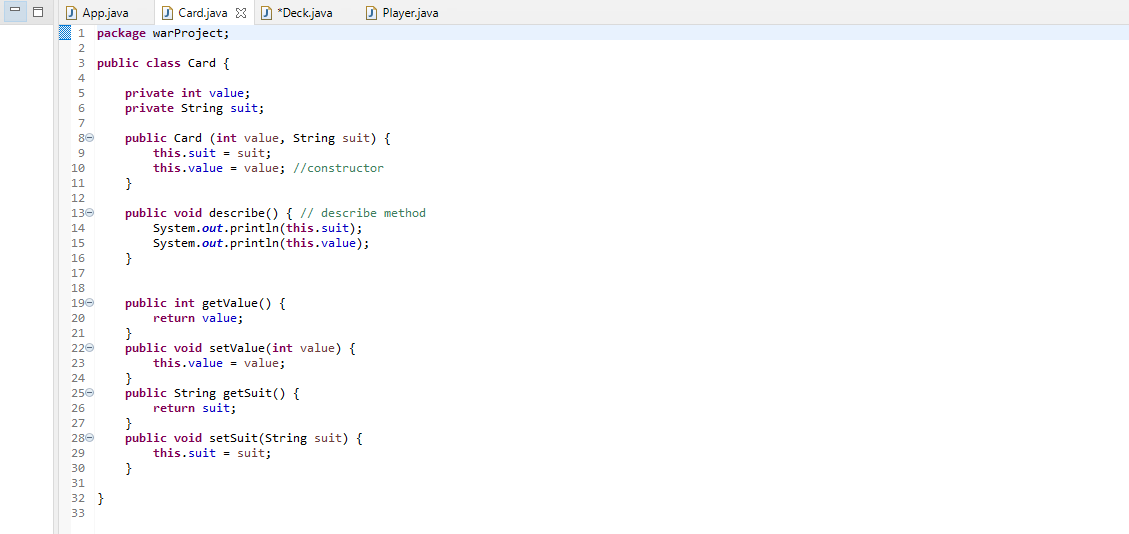 App.java Card.java *Deck.java Player.java
1 package warProject;
2
3 public class Card {
4
5 private int value;
6 private String suit;
7
8 public Card (int value, String suit) {
9 this.suit = suit;
10 this.value = value; //constructor
11 }
12
13 public void describe() { // describe method
14 System.out.println(this.suit);
15 System.out.println(this.value);
16 }
17
18
19 public int getValue() {
20 return value;
21 }
22 public void setValue(int value) {
23 this.value = value;
24 }
25 public String getSuit() {
26 return suit;
27 }
28 public void setSuit(String suit) {
29 this.suit = suit;
30 }
31
32 }
33